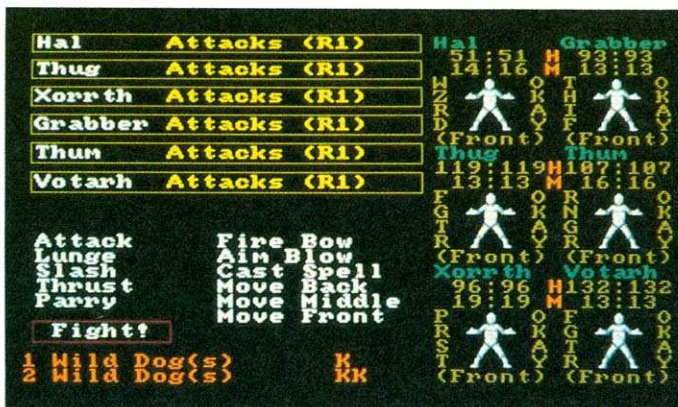 Hal Attacks (R1)
Thug Attacks (R1)
Xorrth Attacks (R1)
Grabber Attacks (R1)
Thum Attacks (R1)
Votarh Attacks (R1)
Attack Fire Bow
Lunge Aim Blow
Slash Cast Spell
Thrust Move Back
Parry Move Middle
Move Front
Fight!
1 Wild Dog(s) K
2 Wild Dog(s) KK
Hal Grabber
51:51 H 93:93
14:16 M 13:13
WZRD OKAY THIF OKAY
(Front) (Front)
Thug Thum
119:119 H 107:107
13:13 M 16:16
FGTR OKAY RNGR OKAY
(Front) (Front)
Xorrth Votarh
96:96 H 132:132
19:19 M 13:13
PRST OKAY FGTR OKAY
(Front) (Front)